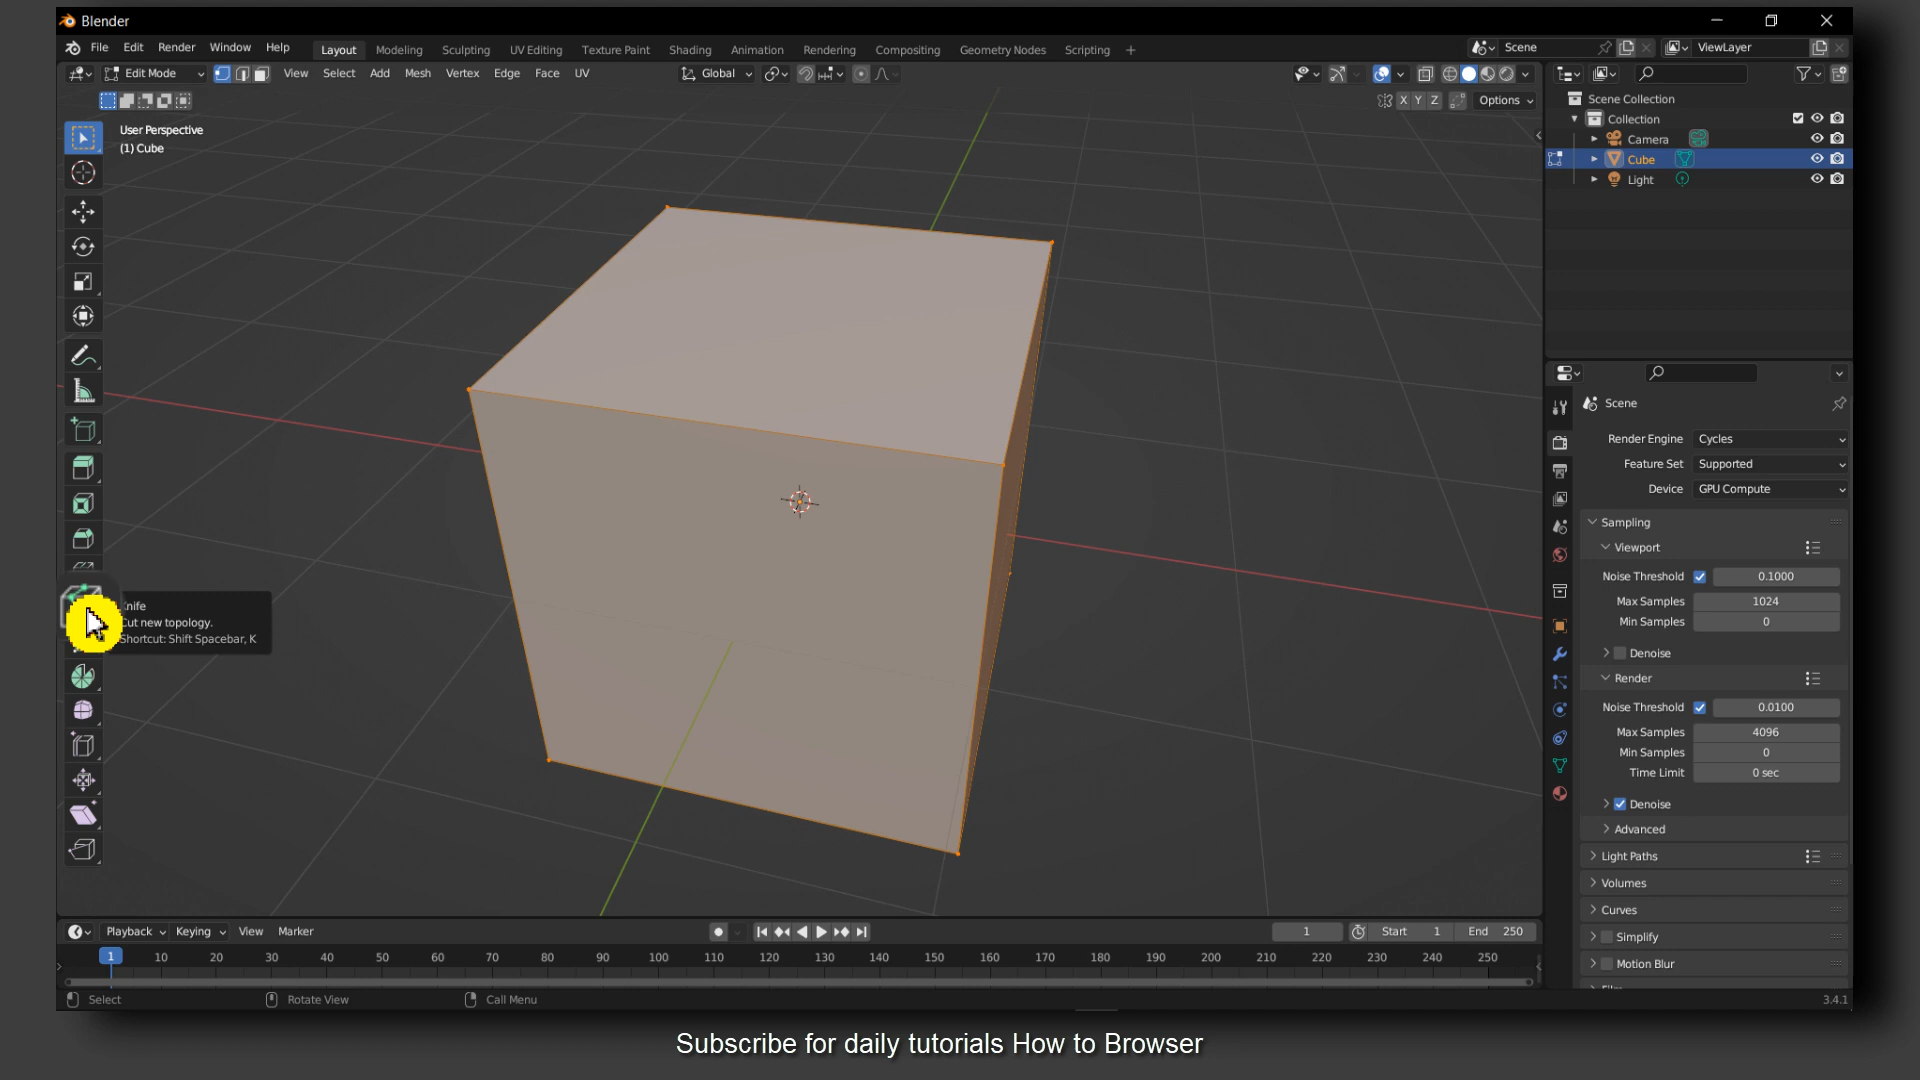 Blender
File Edit Render Window Help Layout Modeling Sculpting UV Editing Texture Paint Shading Animation Rendering Compositing Geometry Nodes Scripting + Scene ViewLayer
Edit Mode View Select Add Mesh Vertex Edge Face UV Global
X Y Z Options
User Perspective
(1) Cube
Scene Collection
Collection
Camera
Cube
Light
Scene
Render Engine Cycles
Feature Set Supported
Device GPU Compute
Sampling
Viewport
Noise Threshold 0.1000
Max Samples 1024
Min Samples 0
Denoise
Render
Noise Threshold 0.0100
Max Samples 4096
Min Samples 0
Time Limit 0 sec
Denoise
Advanced
Light Paths
Volumes
Curves
Simplify
Motion Blur
nife
Cut new topology.
Shortcut: Shift Spacebar, K
Playback Keying View Marker 1 Start 1 End 250
1 10 20 30 40 50 60 70 80 90 100 110 120 130 140 150 160 170 180 190 200 210 220 230 240 250
Select Rotate View Call Menu 3.4.1
Subscribe for daily tutorials How to Browser